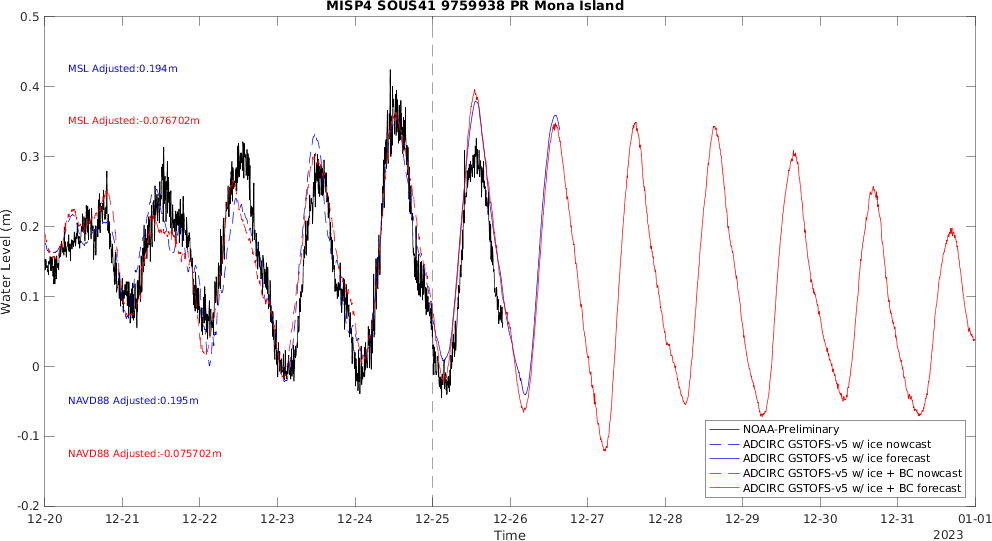 MISP4 SOUS41 9759938 PR Mona Island
0.5
0.4
0.3
0.2
0.1
0
-0.1
-0.2
Water Level (m)
MSL Adjusted:0.194m
MSL Adjusted:-0.076702m
NAVD88 Adjusted:0.195m
NAVD88 Adjusted:-0.075702m
NOAA-Preliminary
ADCIRC GSTOFS-v5 w/ ice nowcast
ADCIRC GSTOFS-v5 w/ ice forecast
ADCIRC GSTOFS-v5 w/ ice + BC nowcast
ADCIRC GSTOFS-v5 w/ ice + BC forecast
12-20 12-21 12-22 12-23 12-24 12-25 12-26 12-27 12-28 12-29 12-30 12-31 01-01
Time
2023